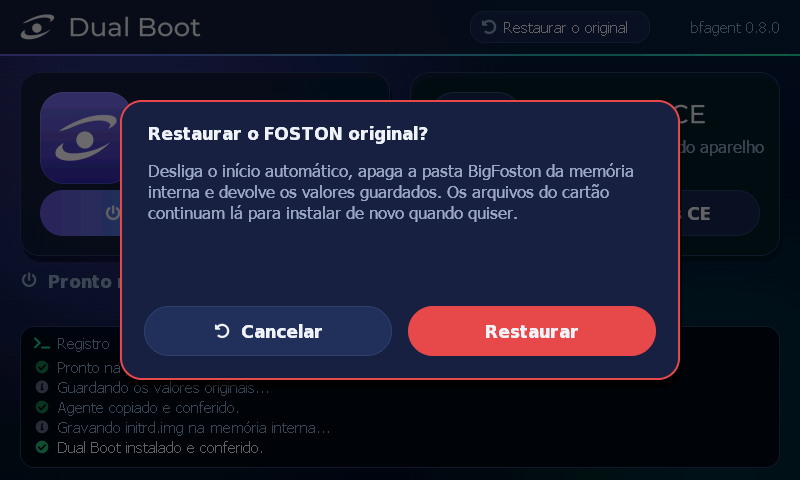 Dual Boot
Restaurar o original
bfagent 0.8.0
CE
do aparelho
Restaurar o FOSTON original?
Desliga o início automático, apaga a pasta BigFoston da memória
interna e devolve os valores guardados. Os arquivos do cartão
continuam lá para instalar de novo quando quiser.
CE
Pronto
Cancelar
Restaurar
Registro
Pronto na
Guardando os valores originais...
Agente copiado e conferido.
Gravando initrd.img na memória interna...
Dual Boot instalado e conferido.